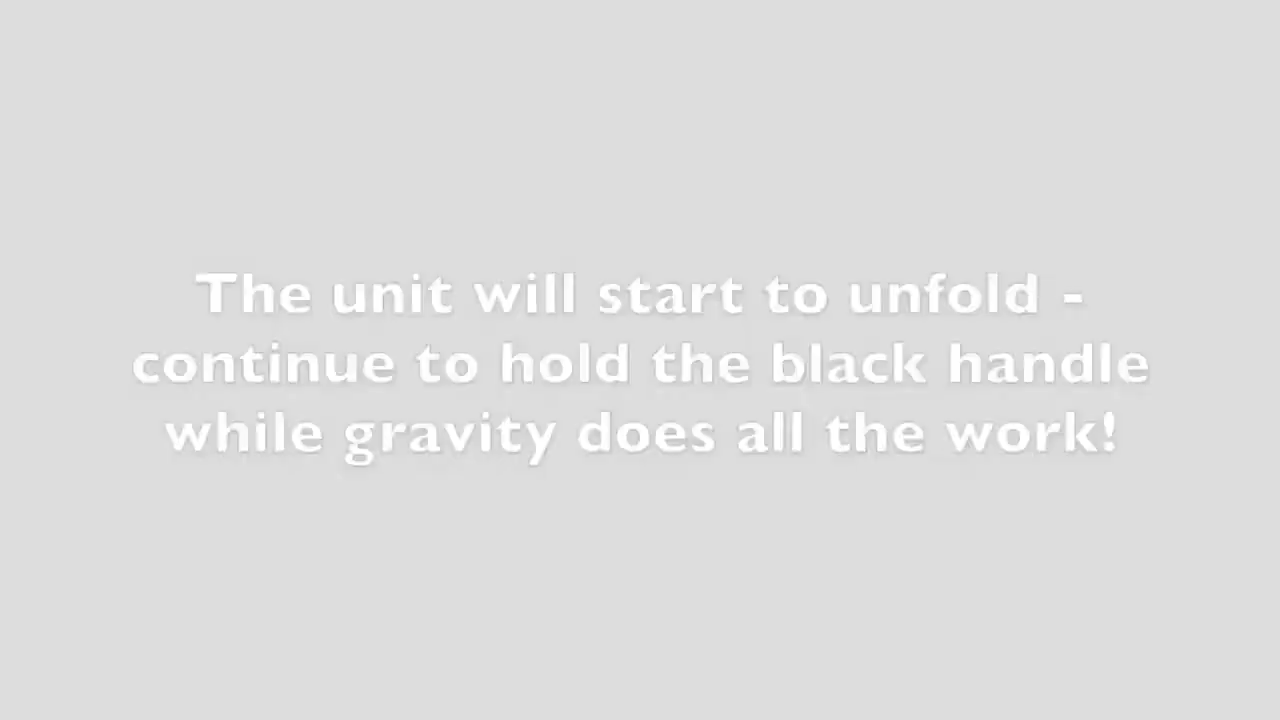 The unit will start to unfold -
continue to hold the black handle
while gravity does all the work!